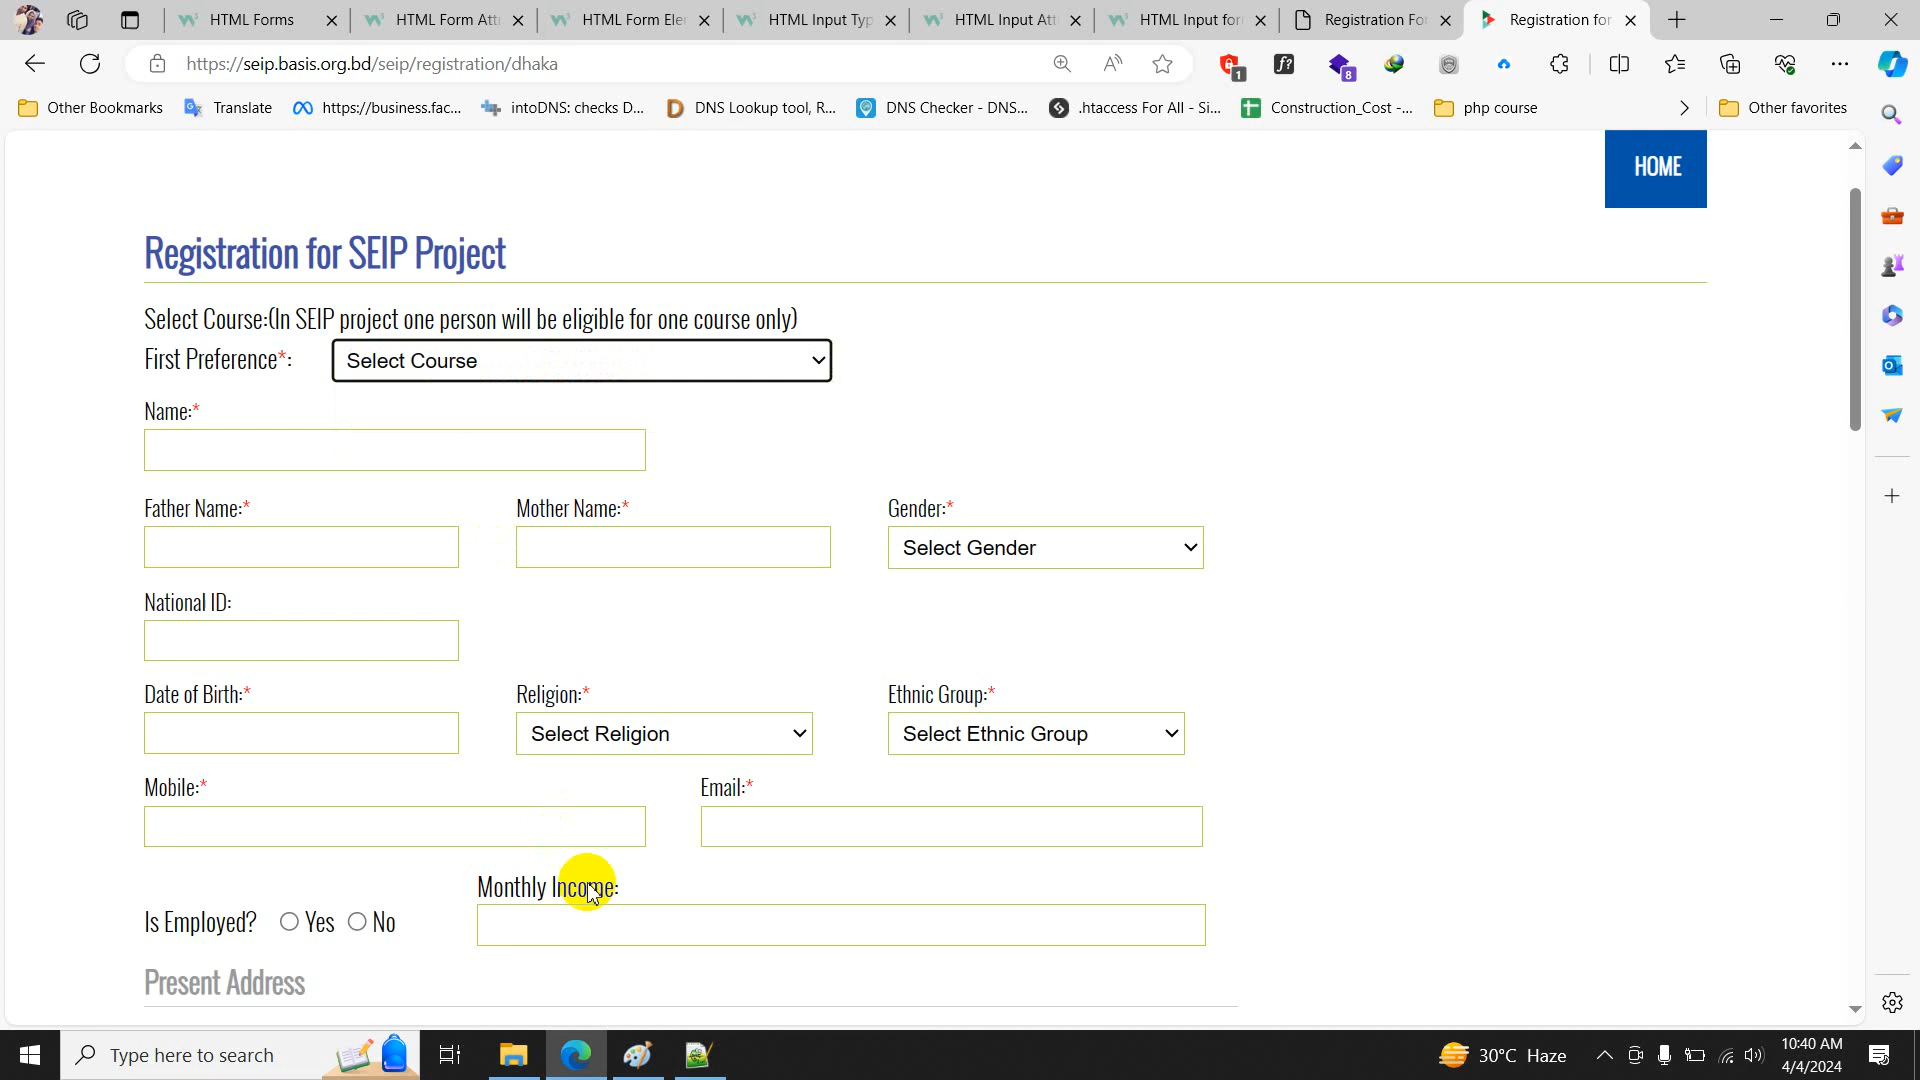 HTML Forms
HTML Form Att
HTML Form Ele
HTML Input Typ
HTML Input Att
HTML Input for
Registration Fo
Registration for
https://seip.basis.org.bd/seip/registration/dhaka
1
f?
8
Other Bookmarks
Translate
https://business.fac...
intoDNS: checks D...
DNS Lookup tool, R...
DNS Checker - DNS...
.htaccess For All - Si...
Construction_Cost -...
php course
Other favorites
HOME
Registration for SEIP Project
Select Course:(In SEIP project one person will be eligible for one course only)
First Preference*:
Select Course
Name:*
Father Name:*
Mother Name:*
Gender:*
Select Gender
National ID:
Date of Birth:*
Religion:*
Ethnic Group:*
Select Religion
Select Ethnic Group
Mobile:*
Email:*
Monthly Income:
Is Employed?
Yes
No
Present Address
Type here to search
30°C Haze
10:40 AM
4/4/2024